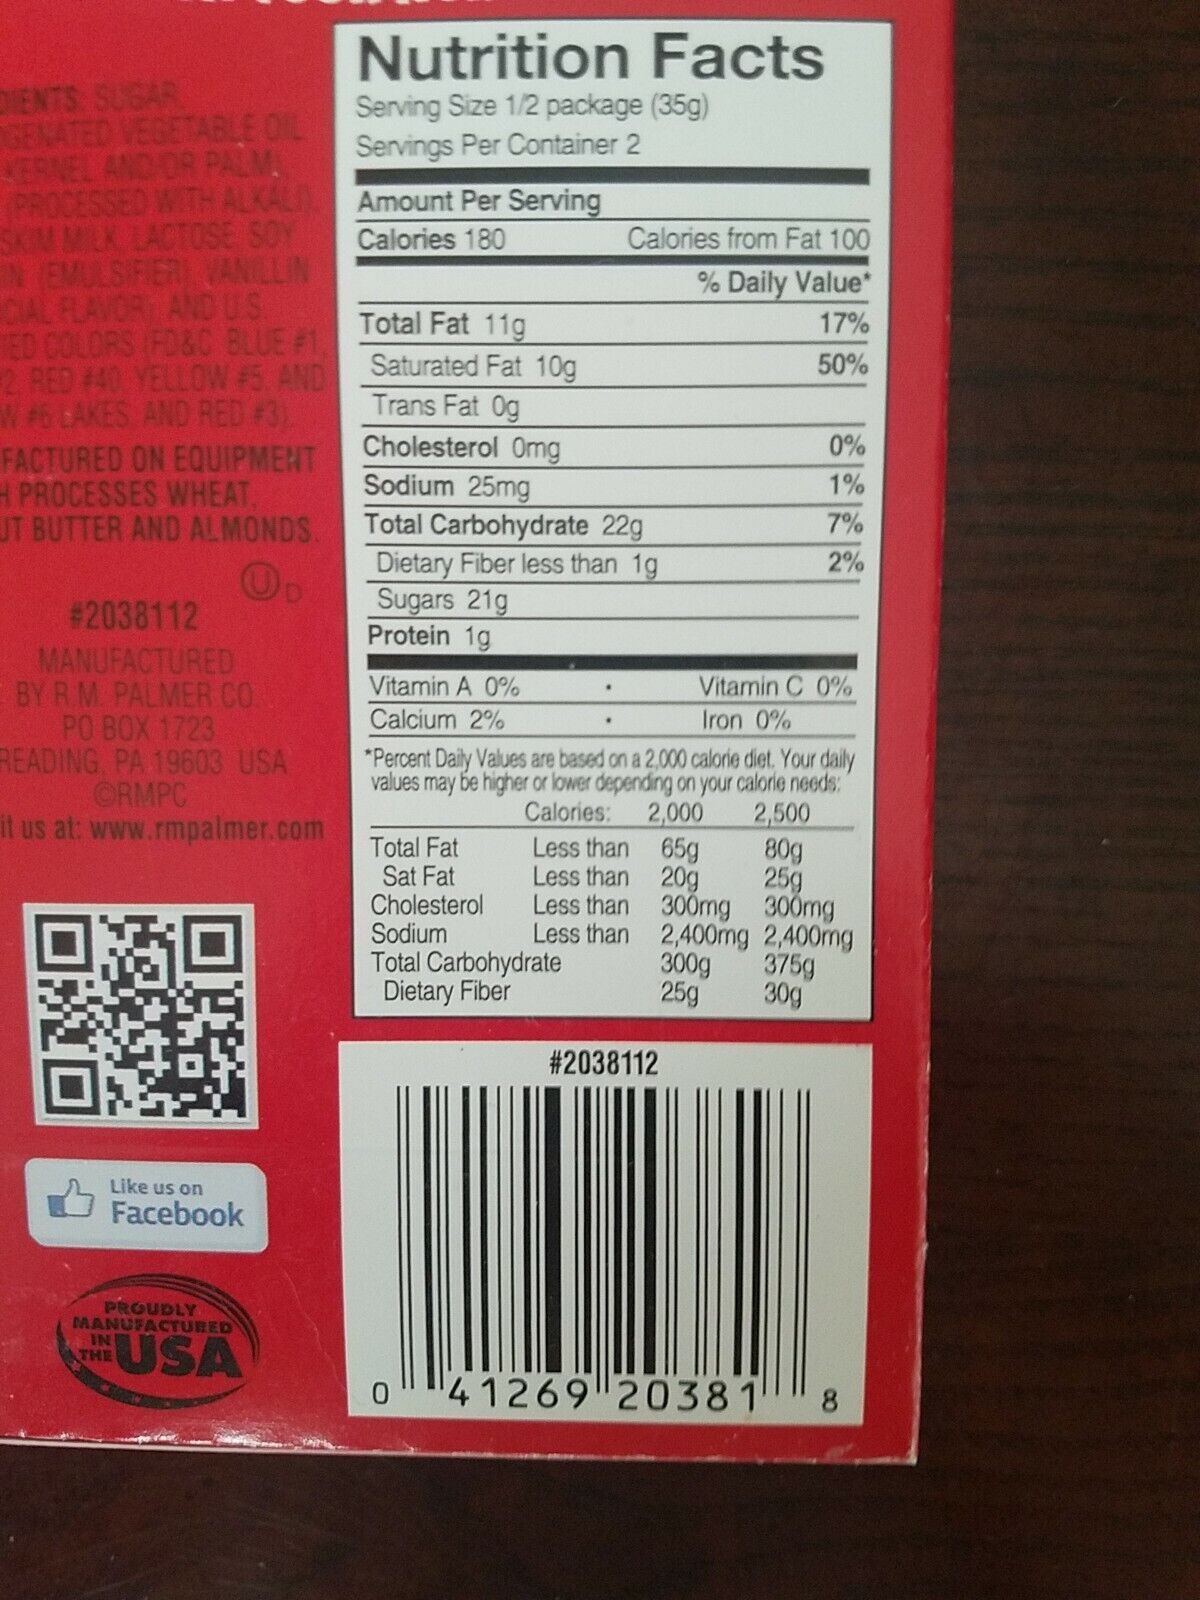 DIENTS: SUGAR,
GENATED VEGETABLE OIL
KERNEL AND/OR PALM),
(PROCESSED WITH ALKALI),
SKIM MILK, LACTOSE, SOY
IN (EMULSIFIER), VANILLIN
CIAL FLAVOR), AND U.S.
IED COLORS (FD&C BLUE #1,
#2, RED #40, YELLOW #5, AND
W #6 LAKES, AND RED #3).
FACTURED ON EQUIPMENT
H PROCESSES WHEAT,
UT BUTTER AND ALMONDS.
U D
#2038112
MANUFACTURED
BY R.M. PALMER CO.
PO BOX 1723
READING, PA 19603 USA
©RMPC
it us at: www.rmpalmer.com
Like us on
Facebook
PROUDLY
MANUFACTURED
IN
THE USA
Nutrition Facts
Serving Size 1/2 package (35g)
Servings Per Container 2
Amount Per Serving
Calories 180 Calories from Fat 100
% Daily Value*
Total Fat 11g 17%
Saturated Fat 10g 50%
Trans Fat 0g
Cholesterol 0mg 0%
Sodium 25mg 1%
Total Carbohydrate 22g 7%
Dietary Fiber less than 1g 2%
Sugars 21g
Protein 1g
Vitamin A 0% • Vitamin C 0%
Calcium 2% • Iron 0%
*Percent Daily Values are based on a 2,000 calorie diet. Your daily
values may be higher or lower depending on your calorie needs:
Calories: 2,000 2,500
Total Fat Less than 65g 80g
Sat Fat Less than 20g 25g
Cholesterol Less than 300mg 300mg
Sodium Less than 2,400mg 2,400mg
Total Carbohydrate 300g 375g
Dietary Fiber 25g 30g
#2038112
0 41269 20381 8